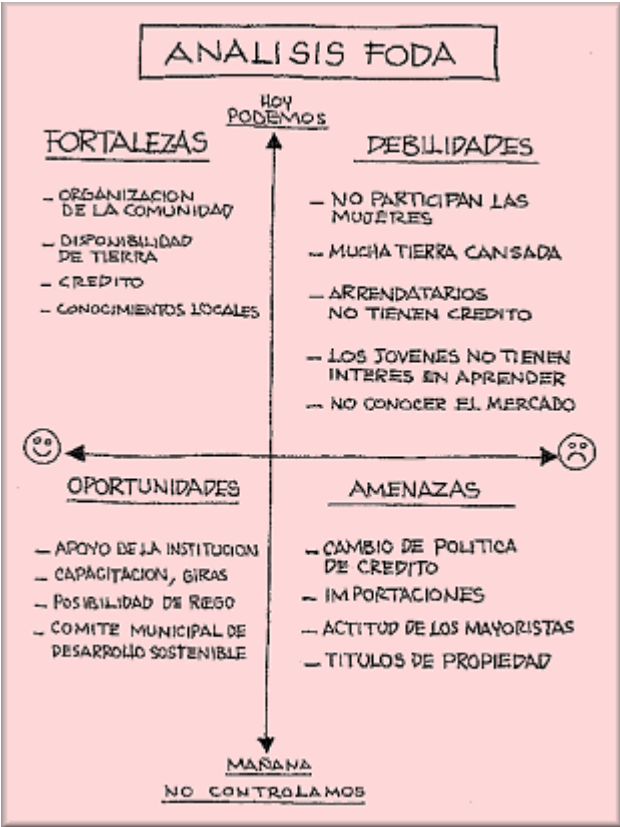 ANALISIS FODA
HOY
PODEMOS
FORTALEZAS
- ORGANIZACION
DE LA COMUNIDAD
- DISPONIBILIDAD
DE TIERRA
- CREDITO
- CONOCIMIENTOS LOCALES
DEBILIDADES
- NO PARTICIPAN LAS
MUJERES
- MUCHA TIERRA CANSADA
- ARRENDATARIOS
NO TIENEN CREDITO
- LOS JOVENES NO TIENEN
INTERES EN APRENDER
- NO CONOCER EL MERCADO
OPORTUNIDADES
- APOYO DE LA INSTITUCION
- CAPACITACION, GIRAS
- POSIBILIDAD DE RIEGO
- COMITE MUNICIPAL DE
DESARROLLO SOSTENIBLE
AMENAZAS
- CAMBIO DE POLITICA
DE CREDITO
- IMPORTACIONES
- ACTITUD DE LOS MAYORISTAS
- TITULOS DE PROPIEDAD
MAÑANA
NO CONTROLAMOS